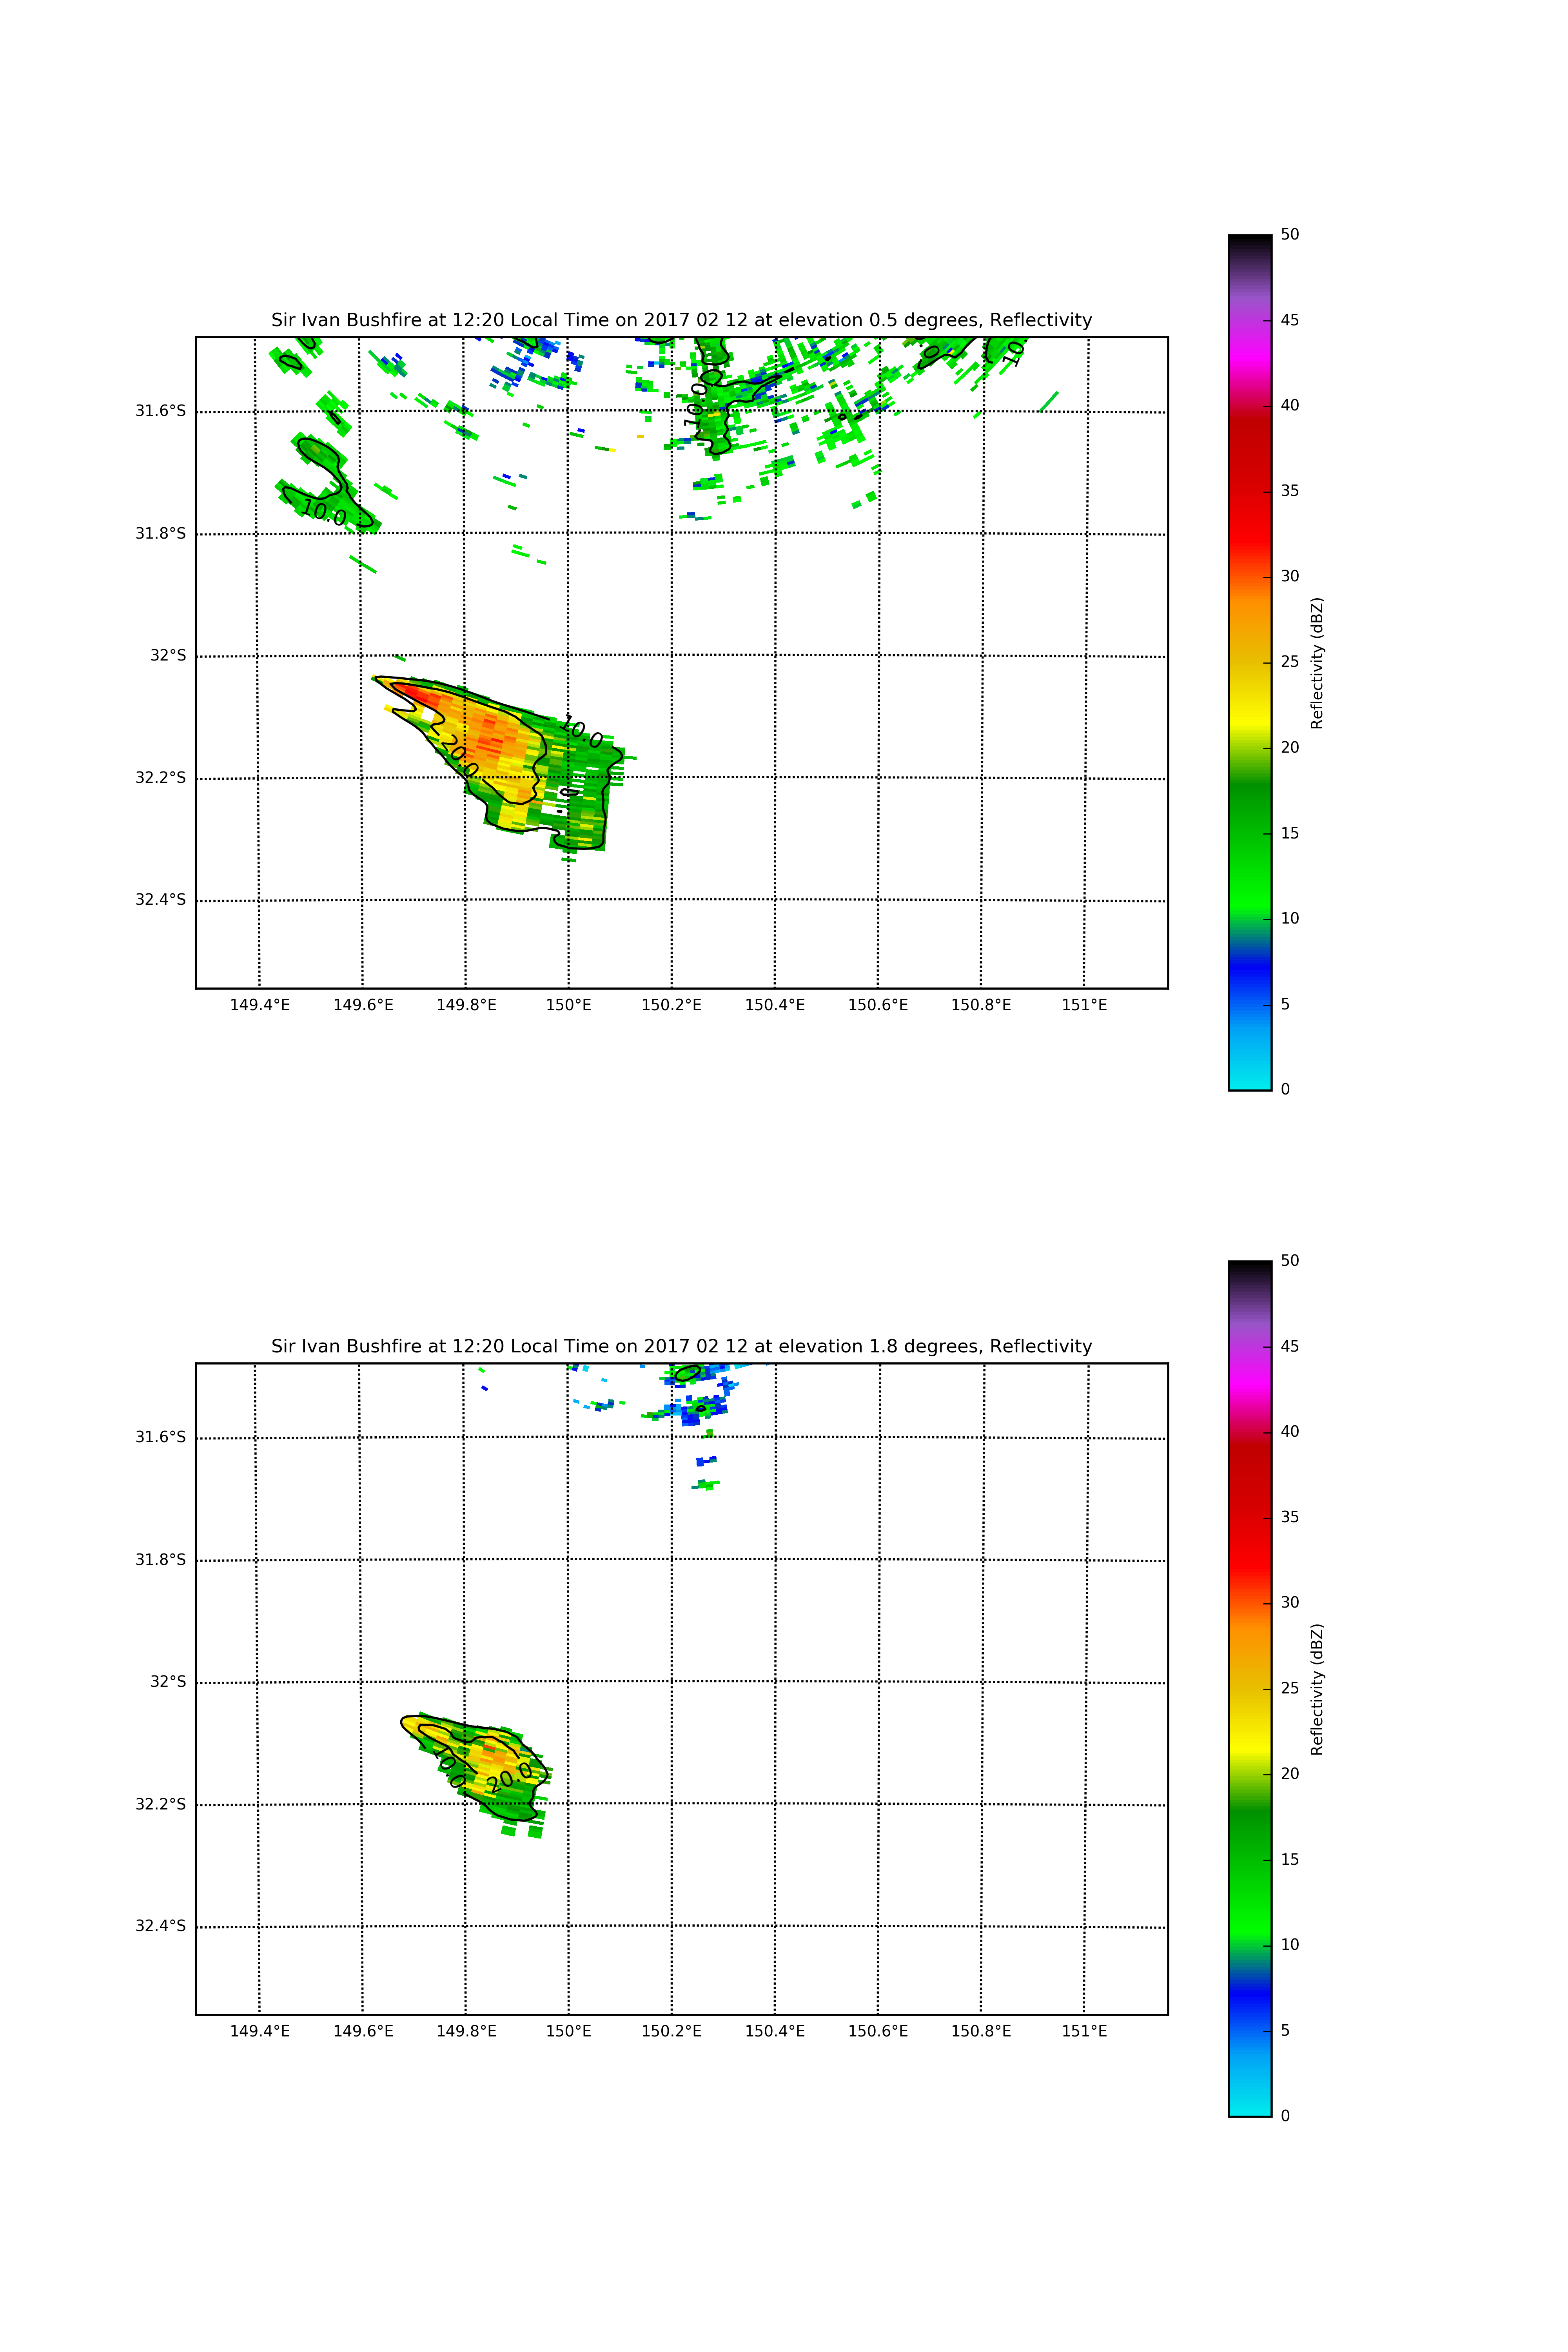 Sir Ivan Bushfire at 12:20 Local Time on 2017 02 12 at elevation 0.5 degrees, Reflectivity
31.6°S
31.8°S
32°S
32.2°S
32.4°S
149.4°E 149.6°E 149.8°E 150°E 150.2°E 150.4°E 150.6°E 150.8°E 151°E
10.0
10.0
10.0
20.0
10
50
45
40
35
30
25
20
15
10
5
0
Reflectivity (dBZ)
Sir Ivan Bushfire at 12:20 Local Time on 2017 02 12 at elevation 1.8 degrees, Reflectivity
31.6°S
31.8°S
32°S
32.2°S
32.4°S
149.4°E 149.6°E 149.8°E 150°E 150.2°E 150.4°E 150.6°E 150.8°E 151°E
20.0
50
45
40
35
30
25
20
15
10
5
0
Reflectivity (dBZ)